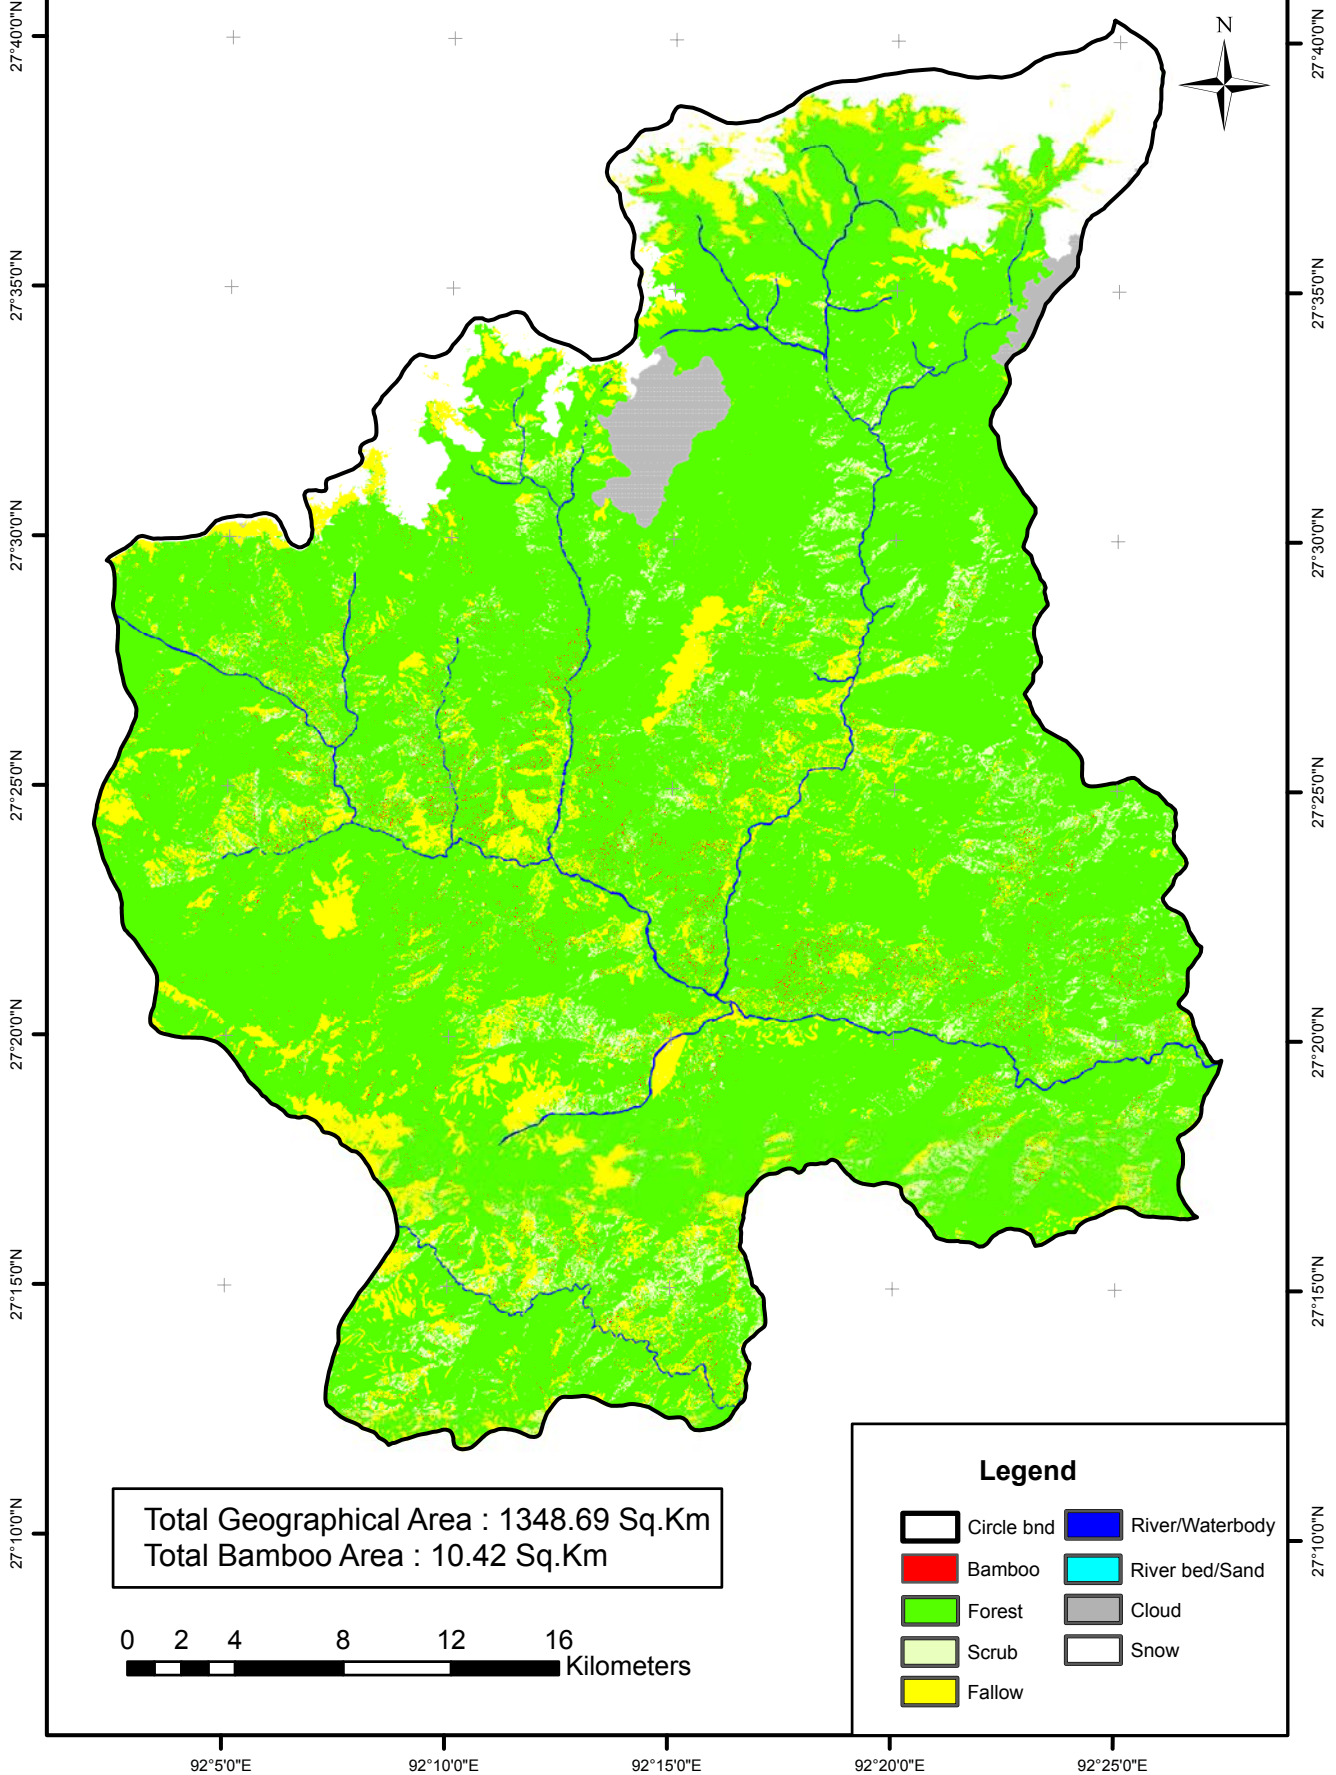 N
27°40'0"N
27°40'0"N
27°35'0"N
27°35'0"N
27°30'0"N
27°30'0"N
27°25'0"N
27°25'0"N
27°20'0"N
27°20'0"N
27°15'0"N
27°15'0"N
27°10'0"N
27°10'0"N
Total Geographical Area : 1348.69 Sq.Km
Total Bamboo Area : 10.42 Sq.Km
0 2 4 8 12 16
Kilometers
Legend
Circle bnd
Bamboo
Forest
Scrub
Fallow
River/Waterbody
River bed/Sand
Cloud
Snow
92°5'0"E 92°10'0"E 92°15'0"E 92°20'0"E 92°25'0"E